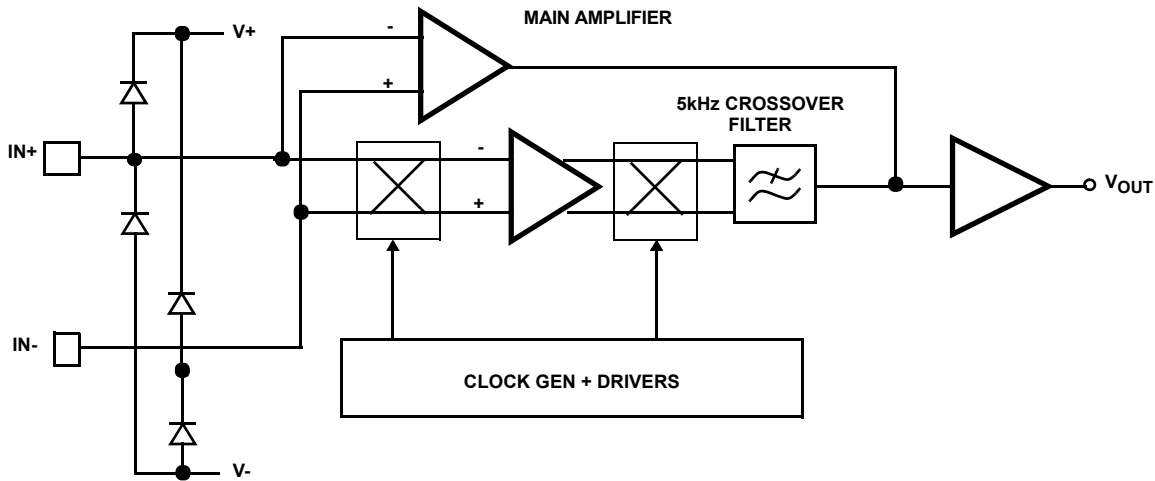 MAIN AMPLIFIER
V+
-
+
5kHz CROSSOVER
FILTER
IN+
-
+
VOUT
IN-
CLOCK GEN + DRIVERS
V-